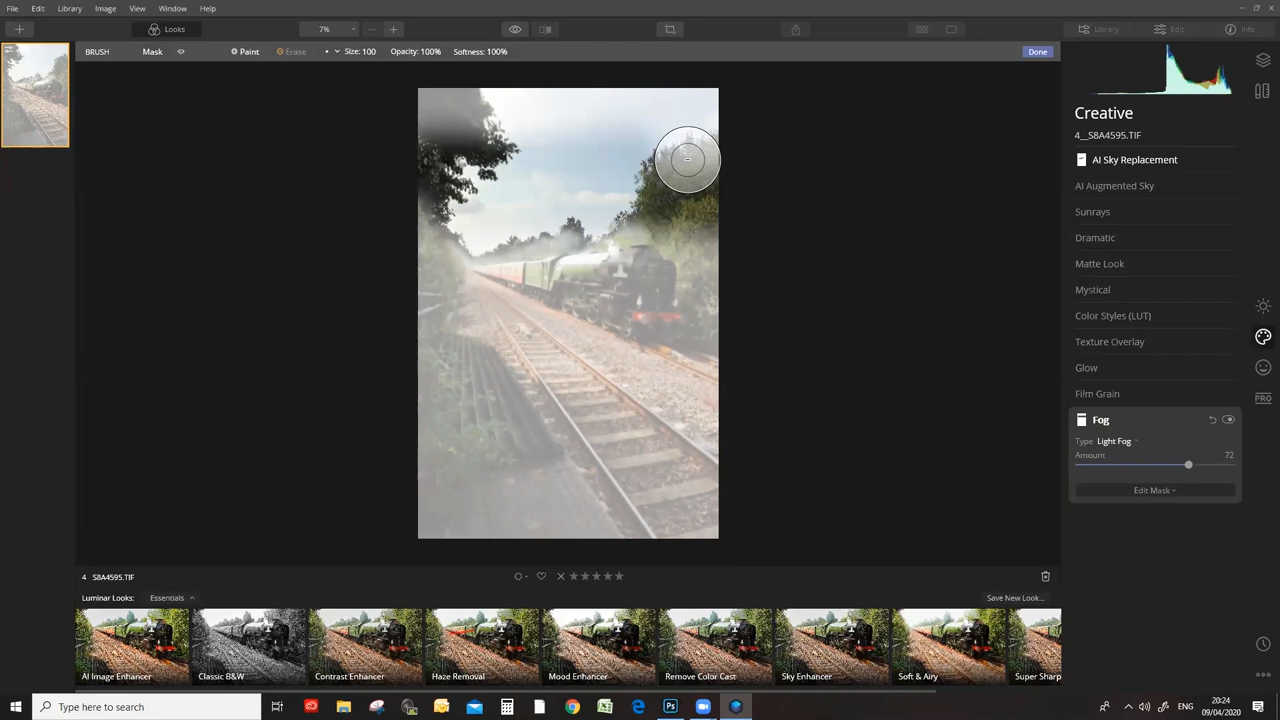 File Edit Library Image View Window Help
Looks
7%
Library
Edit
Info
BRUSH Mask Paint Erase Size: 100 Opacity: 100% Softness: 100% Done
Creative
4__S8A4595.TIF
AI Sky Replacement
AI Augmented Sky
Sunrays
Dramatic
Matte Look
Mystical
Color Styles (LUT)
Texture Overlay
Glow
Film Grain
Fog
Type Light Fog
Amount 72
Edit Mask
PRO
4 S8A4595.TIF
Luminar Looks: Essentials
Save New Look...
AI Image Enhancer
Classic B&W
Contrast Enhancer
Haze Removal
Mood Enhancer
Remove Color Cast
Sky Enhancer
Soft & Airy
Super Sharp
Type here to search
ENG
20:24
09/04/2020